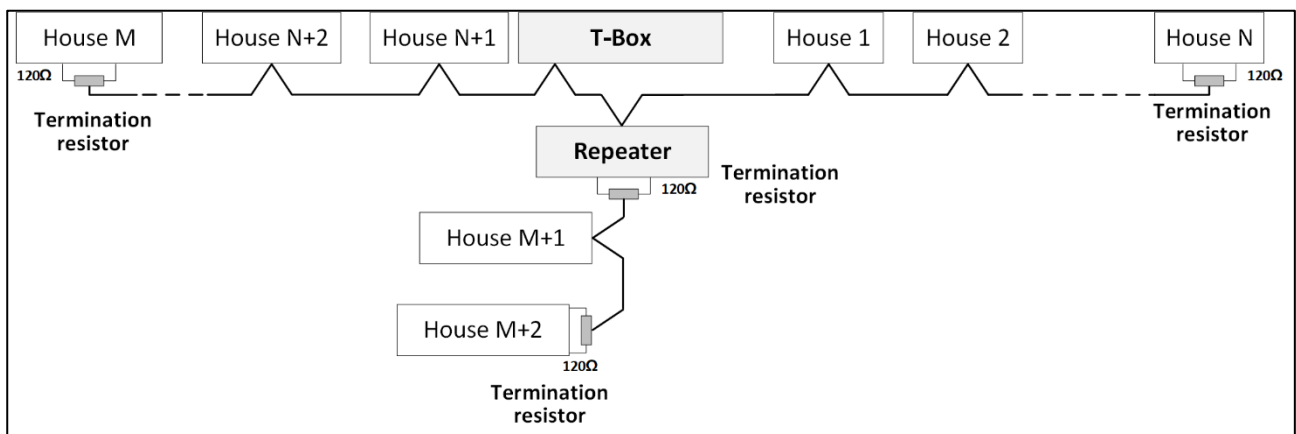 House M
House N+2
House N+1
T-Box
House 1
House 2
House N
120Ω
120Ω
Termination
resistor
Termination
resistor
Repeater
120Ω
Termination
resistor
House M+1
House M+2
120Ω
Termination
resistor